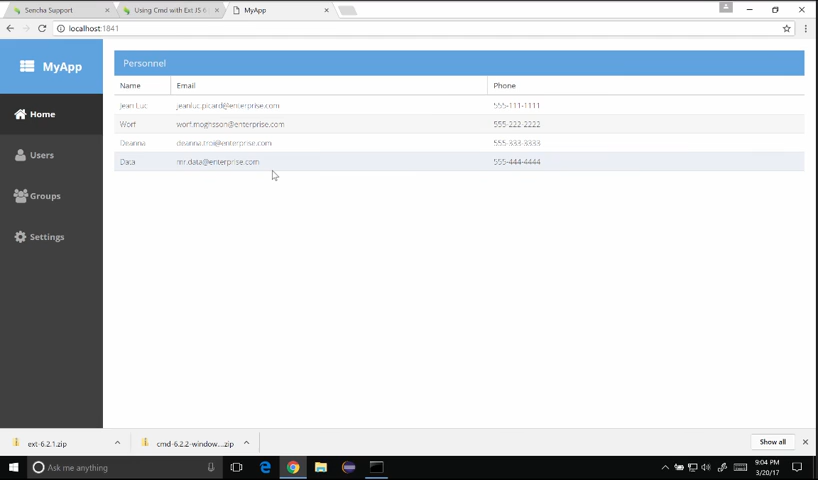 Sencha Support
Using Cmd with Ext JS 6
MyApp
localhost:1841
MyApp
Personnel
Name Email Phone
Jean Luc jeanluc.picard@enterprise.com 555-111-1111
Home
Worf worf.moghsson@enterprise.com 555-222-2222
Deanna deanna.troi@enterprise.com 555-333-3333
Users
Data mr.data@enterprise.com 555-444-4444
Groups
Settings
ext-6.2.1.zip
cmd-6.2.2-window....zip
Show all
Ask me anything
9:04 PM
3/20/17